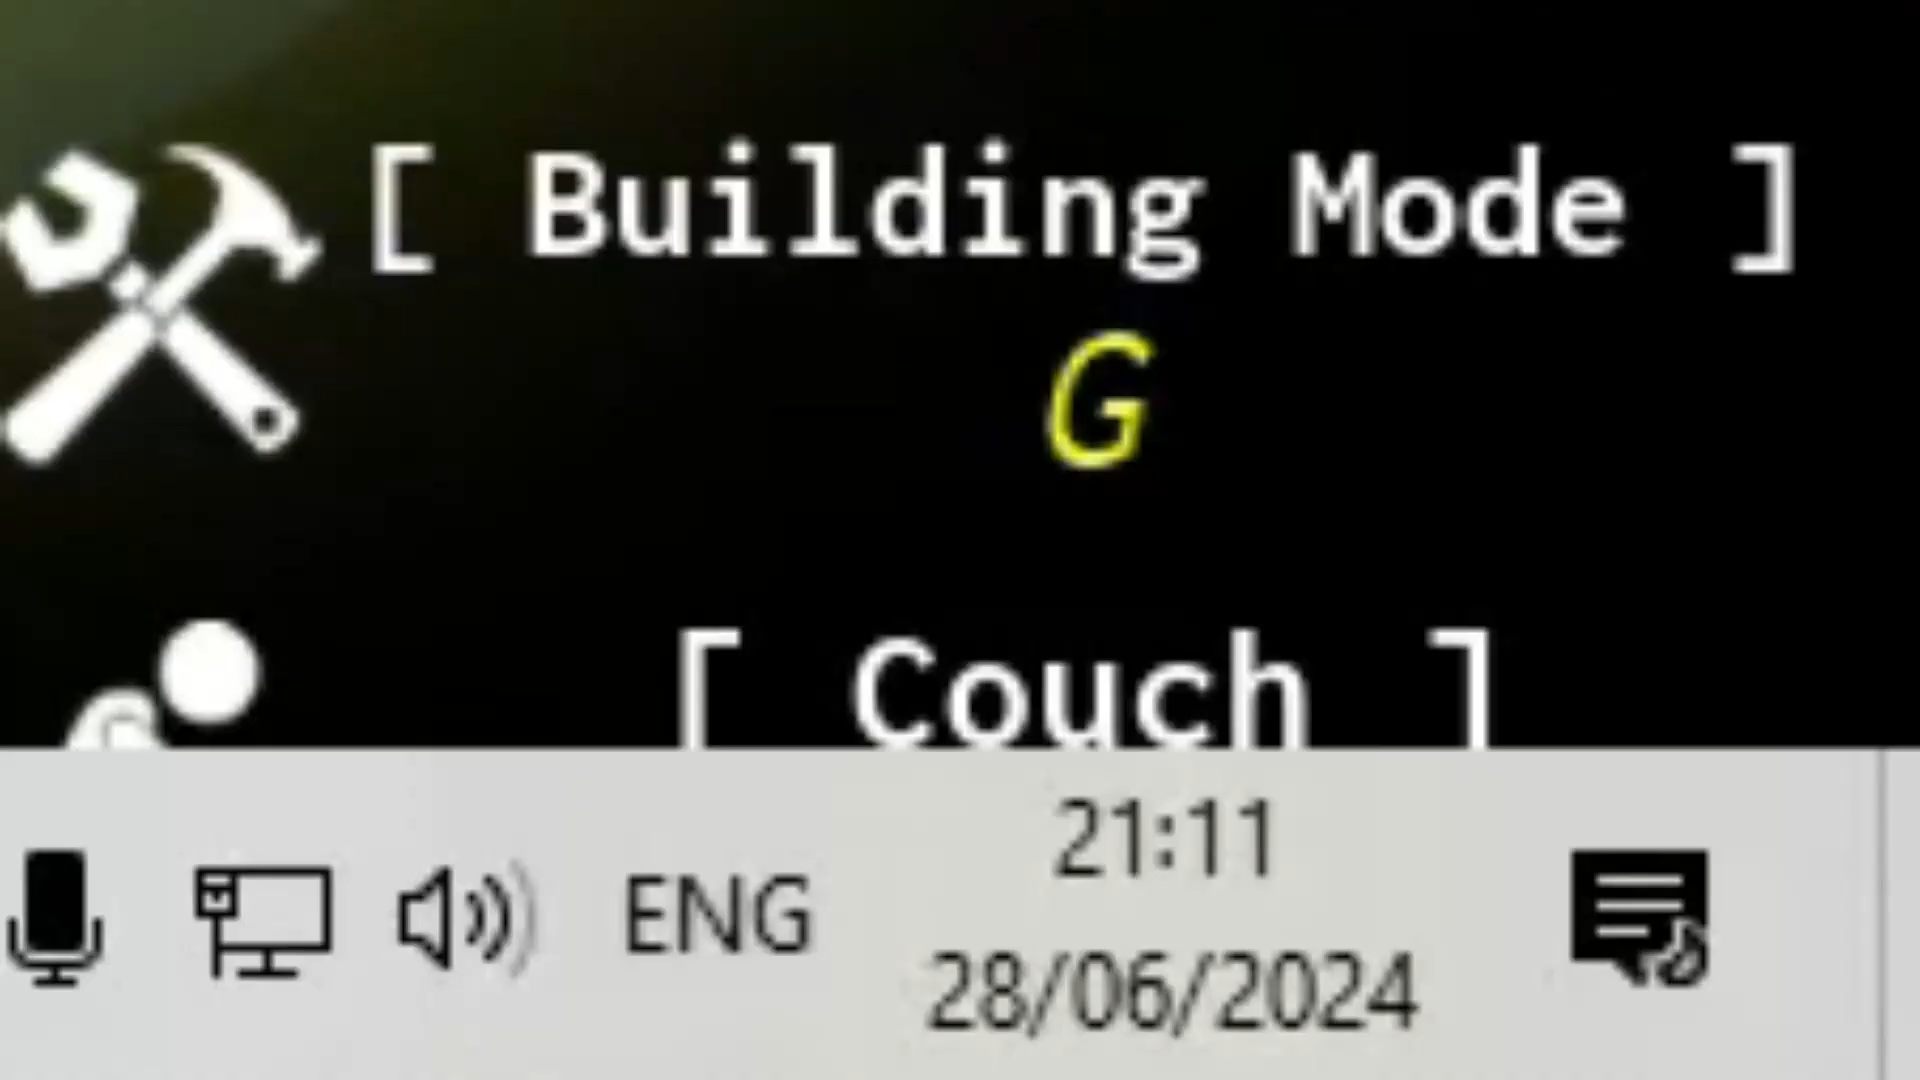 [ Building Mode ]
G
[ Couch ]
21:11
ENG
28/06/2024